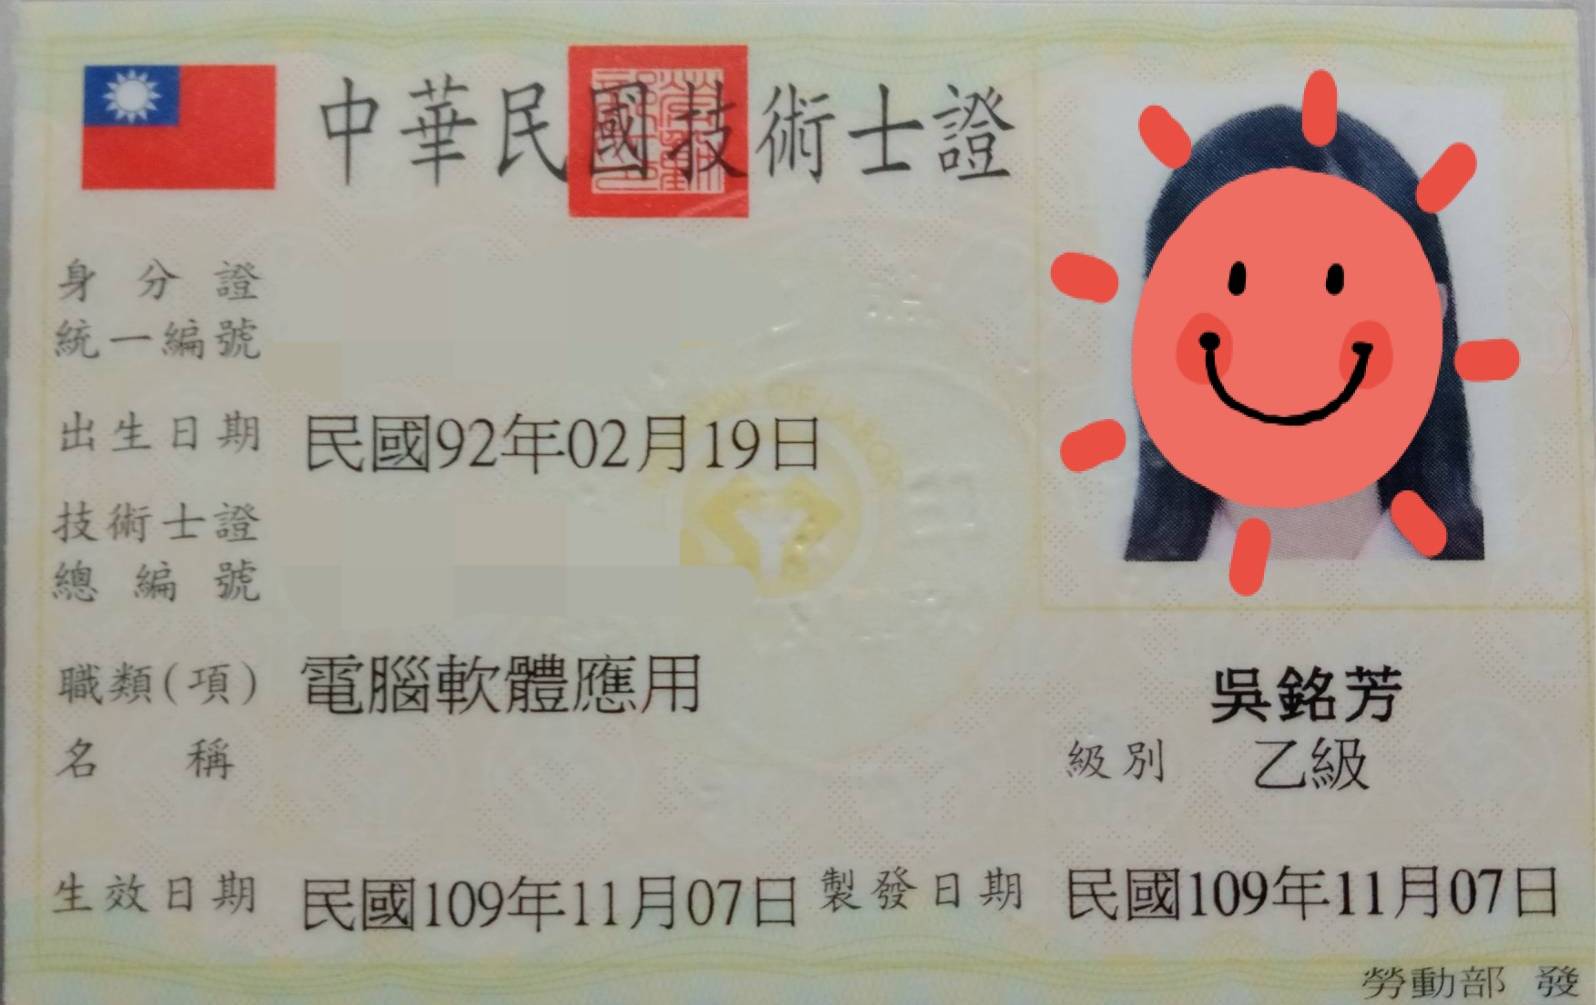 中華民國技術士證
身分證
統一編號
出生日期 民國92年02月19日
技術士證
總編號
職類(項) 電腦軟體應用
名稱
吳銘芳
級別 乙級
生效日期 民國109年11月07日 製發日期 民國109年11月07日
勞動部 發